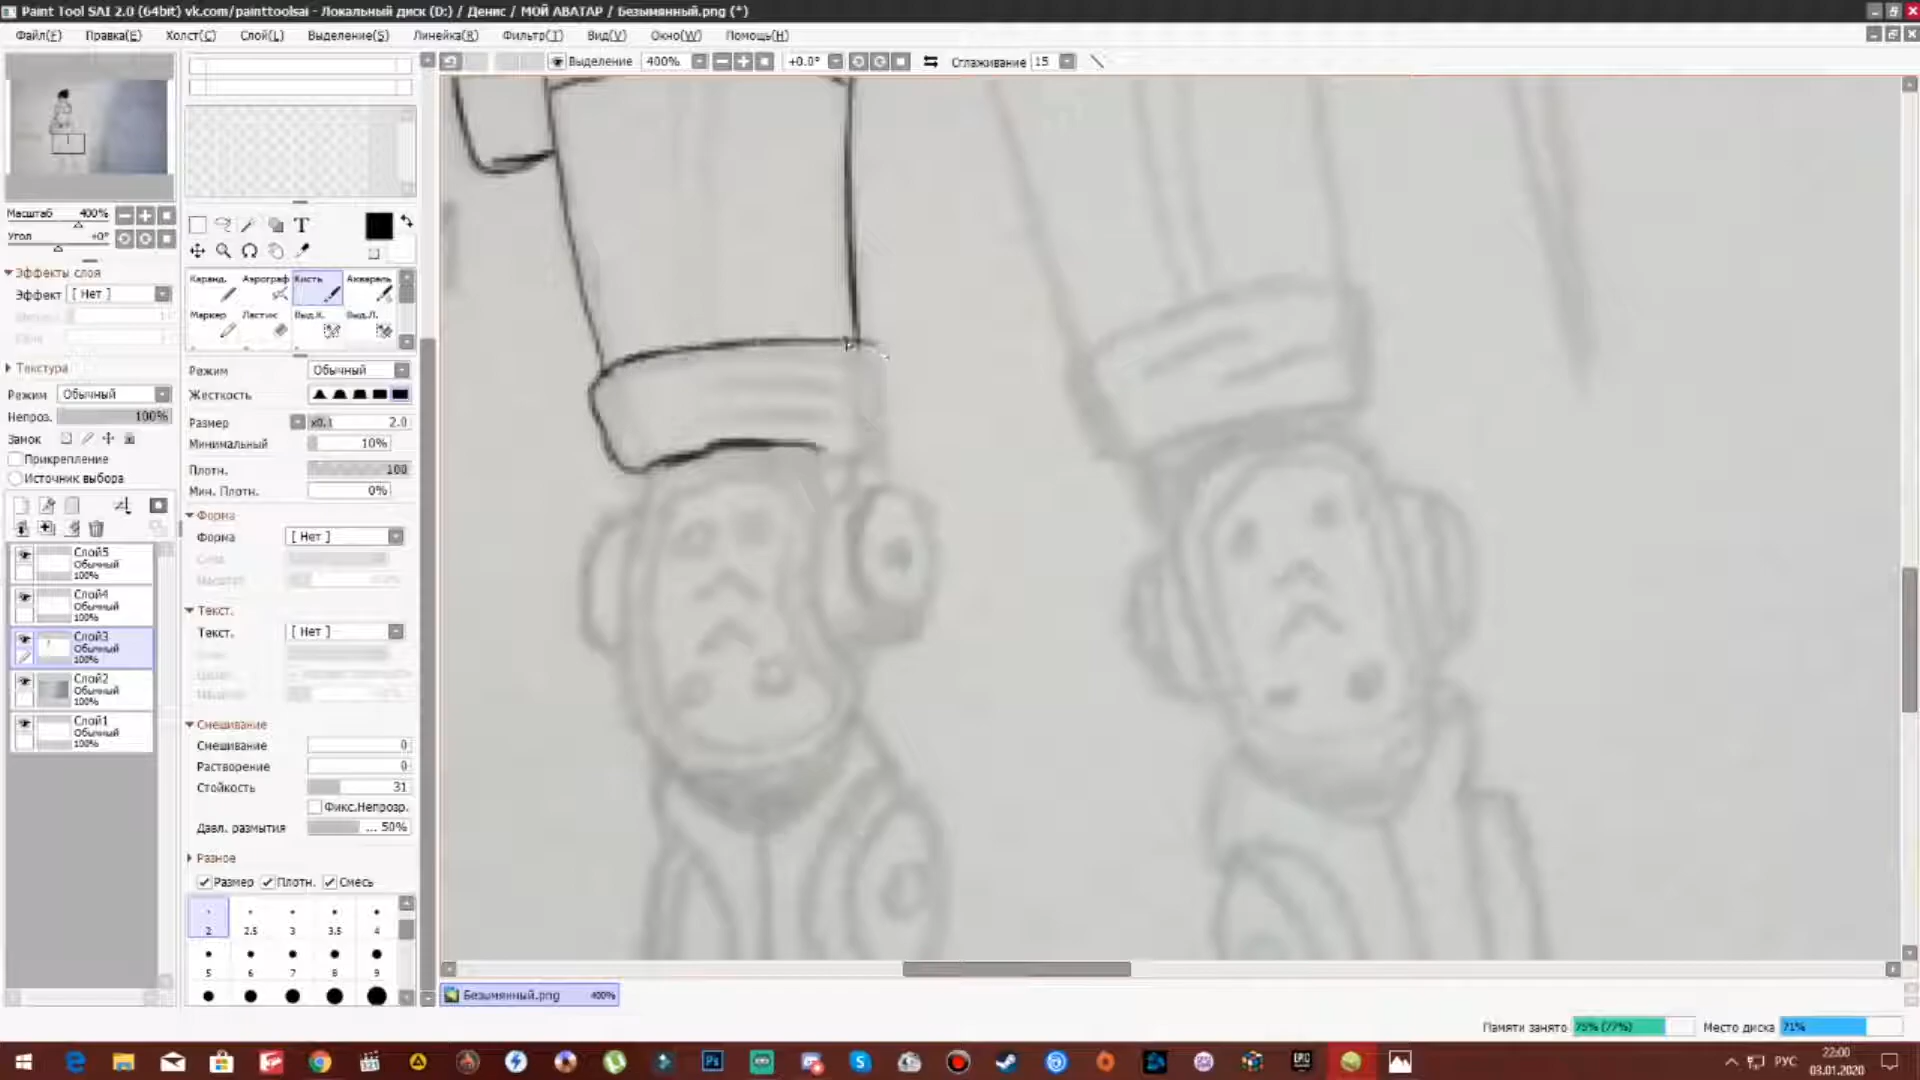 Paint Tool SAI 2.0 (64bit) vk.com/painttoolsai - Локальный диск (D:) / Денис / МОЙ АВАТАР / Безымянный.png (*)
Файл(F) Правка(E) Холст(C) Слой(L) Выделение(S) Линейка(R) Фильтр(T) Вид(V) Окно(W) Помощь(H)
Выделение 400% +0.0° Сглаживание 15
Масштаб 400%
Угол +0°
Эффекты слоя
Эффект [ Нет ]
Текстура
Режим Обычный
Непроз. 100%
Замок
Прикрепление
Источник выбора
Слой5
Обычный
100%
Слой4
Обычный
100%
Слой3
Обычный
100%
Слой2
Обычный
100%
Слой1
Обычный
100%
T
Каранд. Аэрограф Кисть Акварель
Маркер Ластик Выд.К. Выд.Л.
Режим Обычный
Жесткость
Размер x0.1 2.0
Минимальный 10%
Плотн. 100
Мин. Плотн. 0%
Форма
Форма [ Нет ]
Текст.
Текст. [ Нет ]
Смешивание
Смешивание 0
Растворение 0
Стойкость 31
Фикс.Непрозр.
Давл. размытия ... 50%
Разное
Размер Плотн. Смесь
2 2.5 3 3.5 4
5 6 7 8 9
Безымянный.png 400%
Памяти занято 75% (77%) Место диска 71%
РУС
22:00
03.01.2020